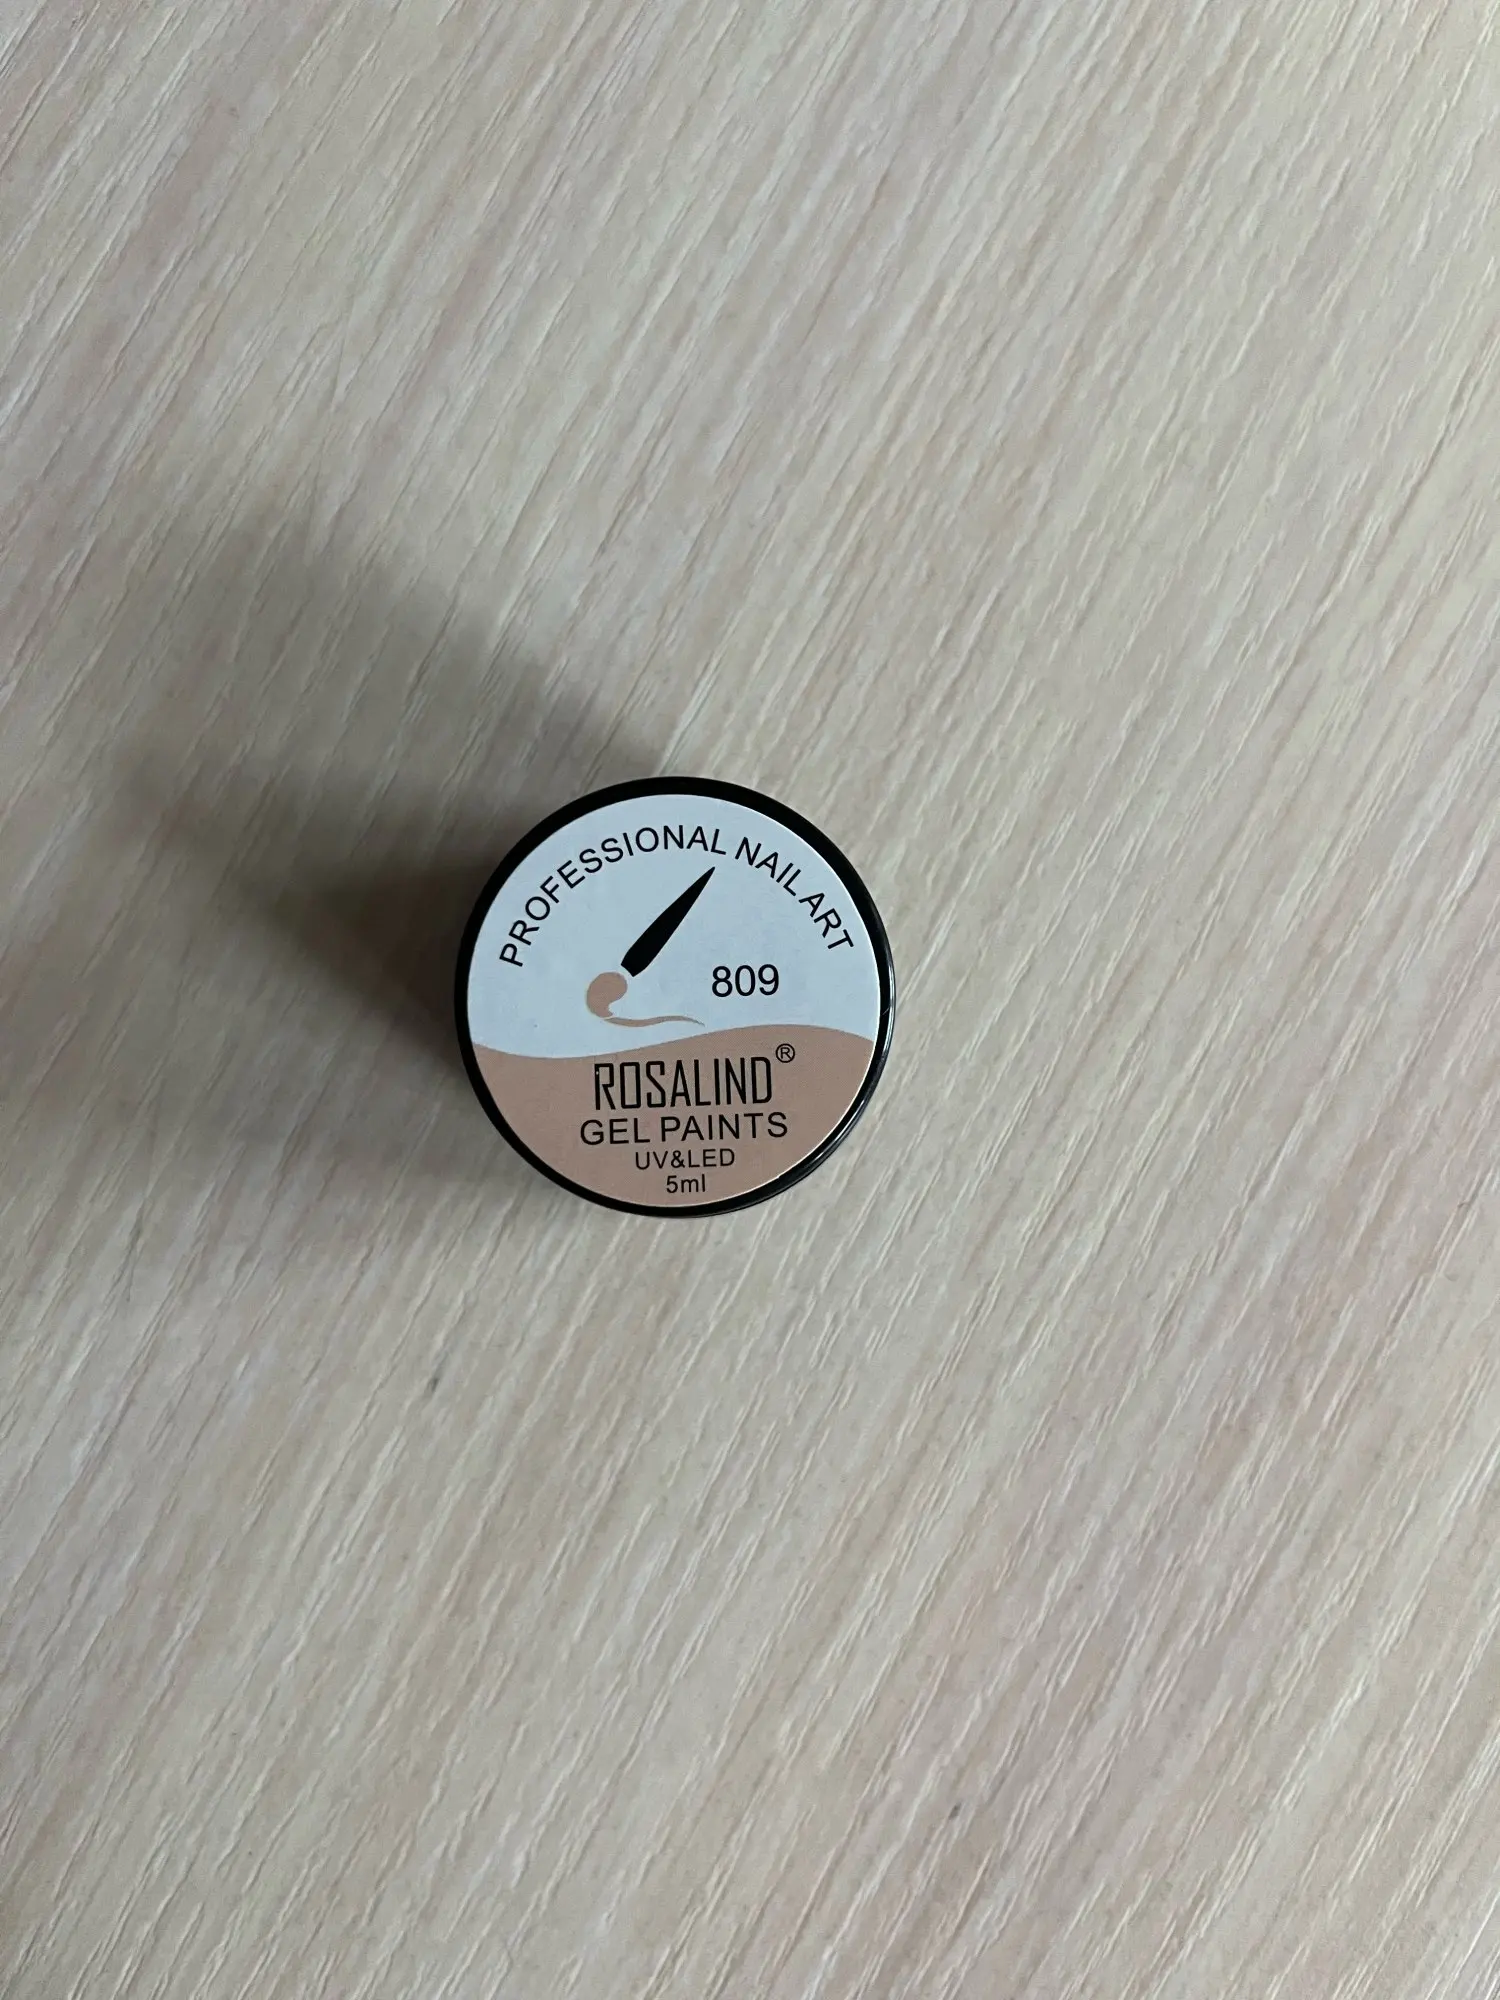 PROFESSIONAL NAIL ART
809
ROSALIND®
GEL PAINTS
UV&LED
5ml